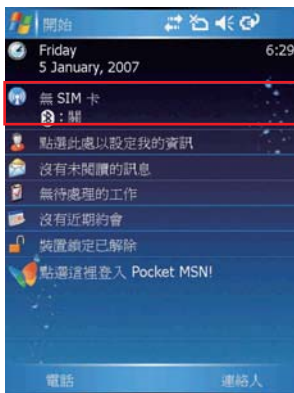 開始
Friday
6:29
5 January, 2007
無 SIM 卡
：關
點選此處以設定我的資訊
沒有未閱讀的訊息
無待處理的工作
沒有近期約會
裝置鎖定已解除
點選這裡登入 Pocket MSN!
電話
連絡人